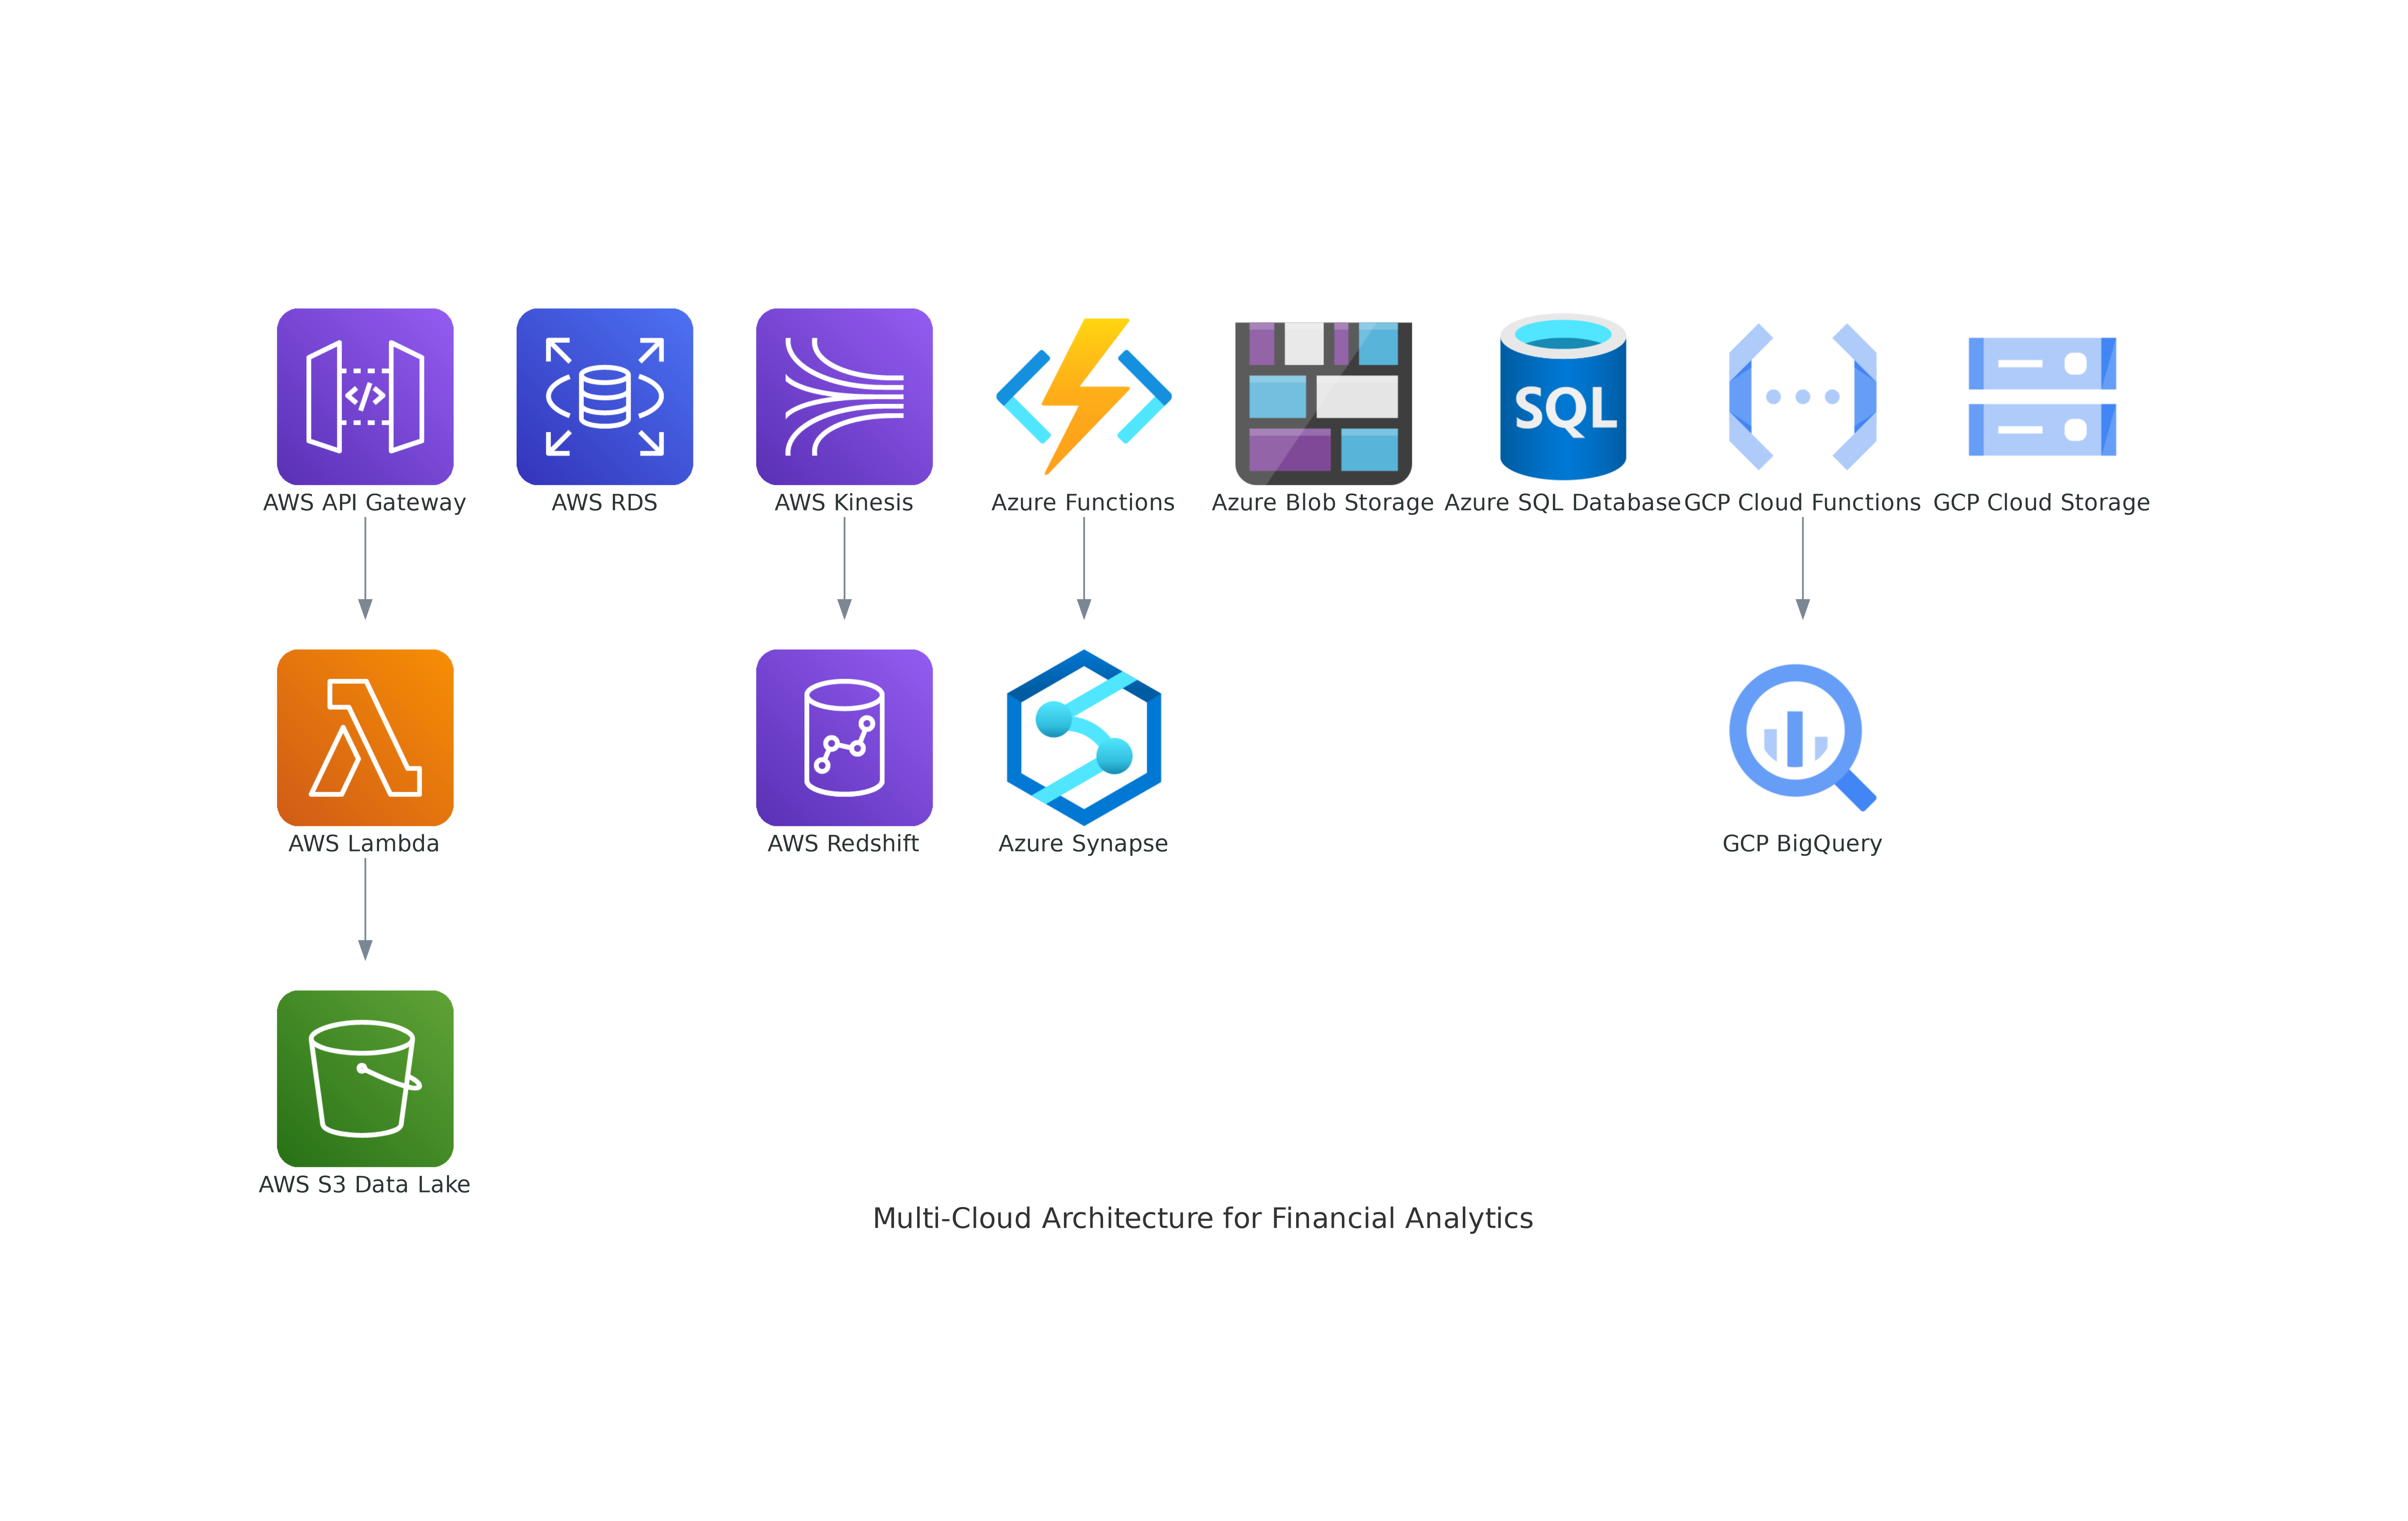 AWS API Gateway
AWS RDS
AWS Kinesis
Azure Functions
Azure Blob Storage
SQL
Azure SQL Database
GCP Cloud Functions
GCP Cloud Storage
AWS Lambda
AWS Redshift
Azure Synapse
GCP BigQuery
AWS S3 Data Lake
Multi-Cloud Architecture for Financial Analytics